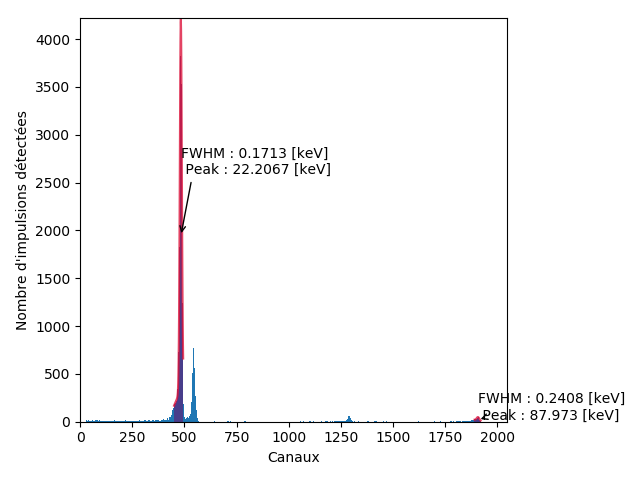 4000
3500
3000
2500
2000
1500
1000
500
0
Nombre d'impulsions détectées
FWHM : 0.1713 [keV]
Peak : 22.2067 [keV]
FWHM : 0.2408 [keV]
Peak : 87.973 [keV]
0 250 500 750 1000 1250 1500 1750 2000
Canaux